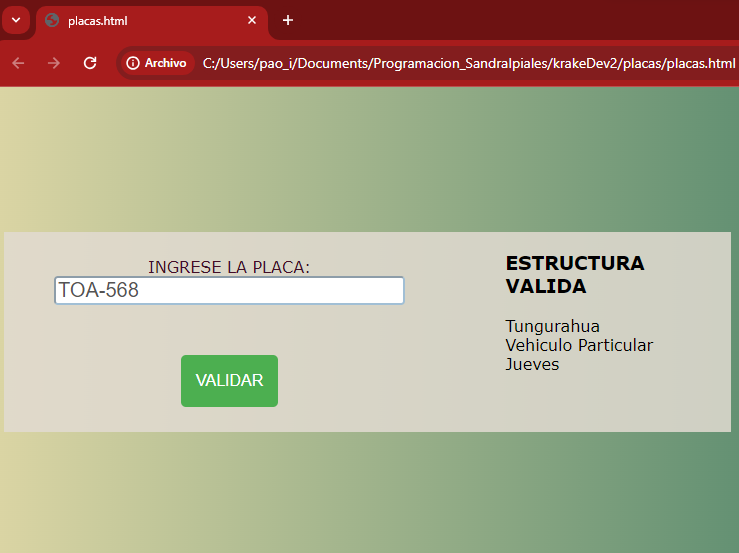 placas.html
Archivo
C:/Users/pao_i/Documents/Programacion_SandraIpiales/krakeDev2/placas/placas.html
INGRESE LA PLACA:
TOA-568
VALIDAR
ESTRUCTURA
VALIDA
Tungurahua
Vehiculo Particular
Jueves